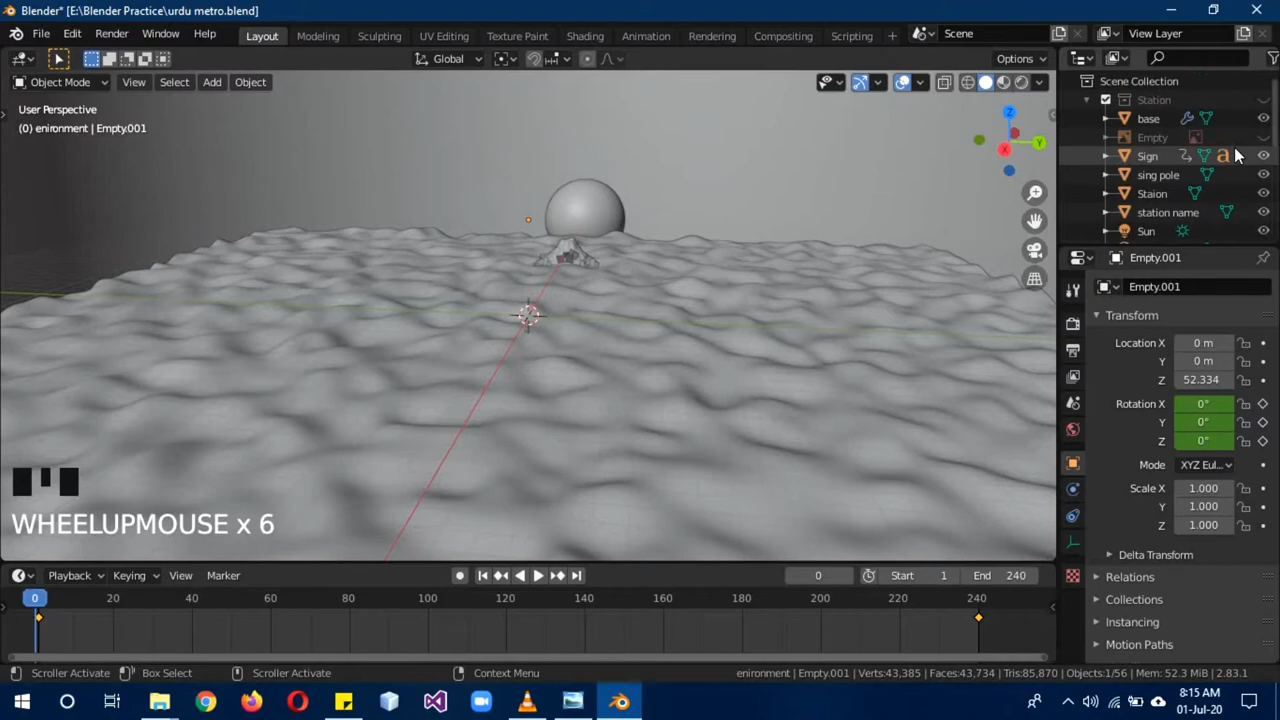 Blender* [E:\Blender Practice\urdu metro.blend]
File Edit Render Window Help Layout Modeling Sculpting UV Editing Texture Paint Shading Animation Rendering Compositing Scripting + Scene View Layer
Global Options
Object Mode View Select Add Object
User Perspective
(0) enironment | Empty.001
Z
Y
X
Scene Collection
Station
base
Empty
Sign a
sing pole
Staion
station name
Sun
Empty.001
Empty.001
Transform
Location X 0 m
Y 0 m
Z 52.334
Rotation X 0°
Y 0°
Z 0°
Mode XYZ Eul...
Scale X 1.000
Y 1.000
Z 1.000
Delta Transform
Relations
Collections
Instancing
Motion Paths
WHEELUPMOUSE x 6
Playback Keying View Marker 0 Start 1 End 240
0 20 40 60 80 100 120 140 160 180 200 220 240
Scroller Activate Box Select Scroller Activate Context Menu enironment | Empty.001 | Verts:43,385 | Faces:43,734 | Tris:85,870 | Objects:1/56 | Mem: 52.3 MiB | 2.83.1
8:15 AM
01-Jul-20